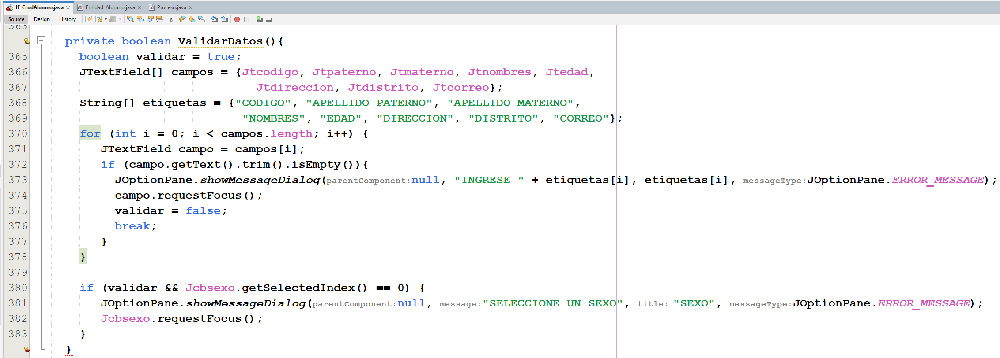 JF_CrudAlumno.java Entidad_Alumno.java Proceso.java
Source Design History
363
private boolean ValidarDatos(){
365 boolean validar = true;
366 JTextField[] campos = {Jtcodigo, Jtpaterno, Jtmaterno, Jtnombres, Jtedad,
367 Jtdireccion, Jtdistrito, Jtcorreo};
368 String[] etiquetas = {"CODIGO", "APELLIDO PATERNO", "APELLIDO MATERNO",
369 "NOMBRES", "EDAD", "DIRECCION", "DISTRITO", "CORREO"};
370 for (int i = 0; i < campos.length; i++) {
371 JTextField campo = campos[i];
372 if (campo.getText().trim().isEmpty()){
373 JOptionPane.showMessageDialog(parentComponent:null, "INGRESE " + etiquetas[i], etiquetas[i], messageType:JOptionPane.ERROR_MESSAGE);
374 campo.requestFocus();
375 validar = false;
376 break;
377 }
378 }
379
380 if (validar && Jcbsexo.getSelectedIndex() == 0) {
381 JOptionPane.showMessageDialog(parentComponent:null, message:"SELECCIONE UN SEXO", title: "SEXO", messageType:JOptionPane.ERROR_MESSAGE);
382 Jcbsexo.requestFocus();
383 }
}